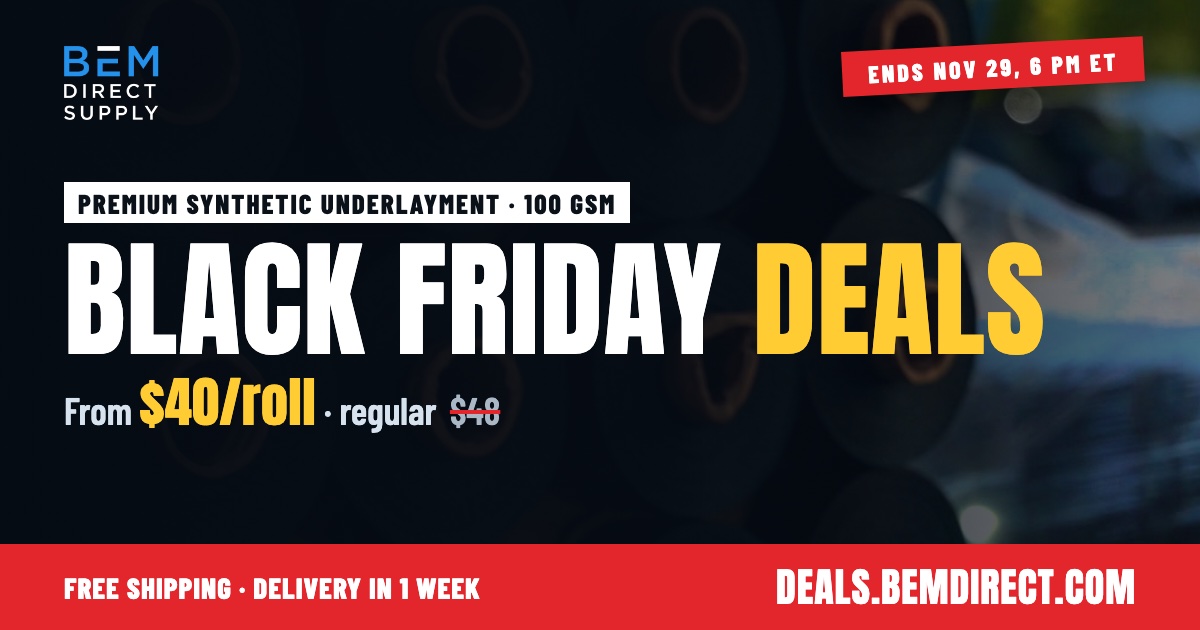 BEM
DIRECT
SUPPLY
ENDS NOV 29, 6 PM ET
PREMIUM SYNTHETIC UNDERLAYMENT · 100 GSM
BLACK FRIDAY DEALS
From $40/roll · regular $48
FREE SHIPPING · DELIVERY IN 1 WEEK
DEALS.BEMDIRECT.COM